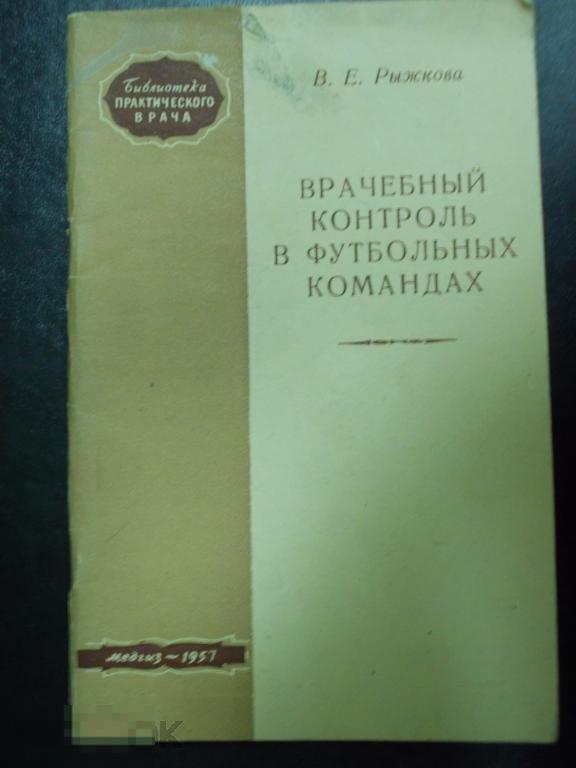 Библиотека
ПРАКТИЧЕСКОГО
ВРАЧА
В. Е. Рыжкова
ВРАЧЕБНЫЙ
КОНТРОЛЬ
В ФУТБОЛЬНЫХ
КОМАНДАХ
медгиз — 1957